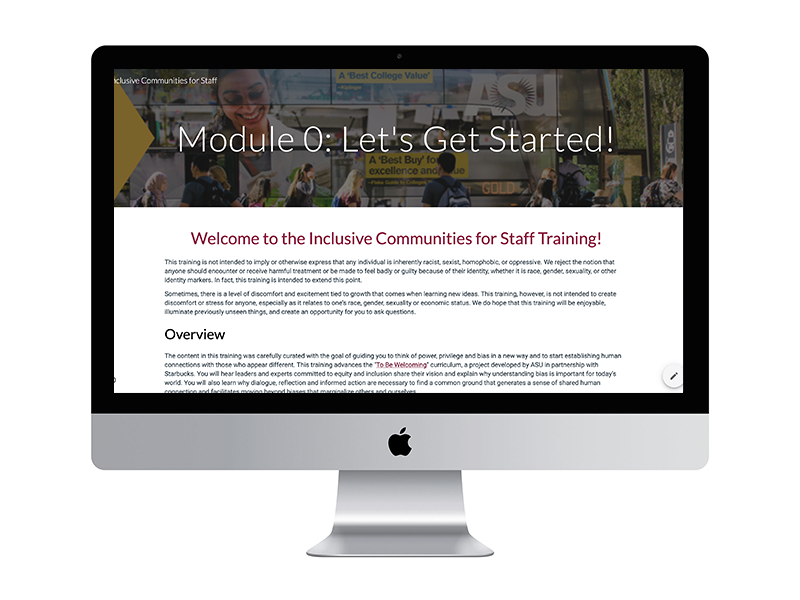 nclusive Communities for Staff
A 'Best College Value'
ASU
Module 0: Let's Get Started!
A 'Best Buy' for
excellence and value
GOLD
Welcome to the Inclusive Communities for Staff Training!
This training is not intended to imply or otherwise express that any individual is inherently racist, sexist, homophobic, or oppressive. We reject the notion that
anyone should encounter or receive harmful treatment or be made to feel badly or guilty because of their identity, whether it is race, gender, sexuality, or other
identity markers. In fact, this training is intended to extend this point.
Sometimes, there is a level of discomfort and excitement tied to growth that comes when learning new ideas. This training, however, is not intended to create
discomfort or stress for anyone, especially as it relates to one's race, gender, sexuality or economic status. We do hope that this training will be enjoyable,
illuminate previously unseen things, and create an opportunity for you to ask questions.
Overview
The content in this training was carefully curated with the goal of guiding you to think of power, privilege and bias in a new way and to start establishing human
connections with those who appear different. This training advances the "To Be Welcoming" curriculum, a project developed by ASU in partnership with
Starbucks. You will hear leaders and experts committed to equity and inclusion share their vision and explain why understanding bias is important for today's
world. You will also learn why dialogue, reflection and informed action are necessary to find a common ground that generates a sense of shared human
connection and facilitates moving beyond biases that marginalize others and ourselves.